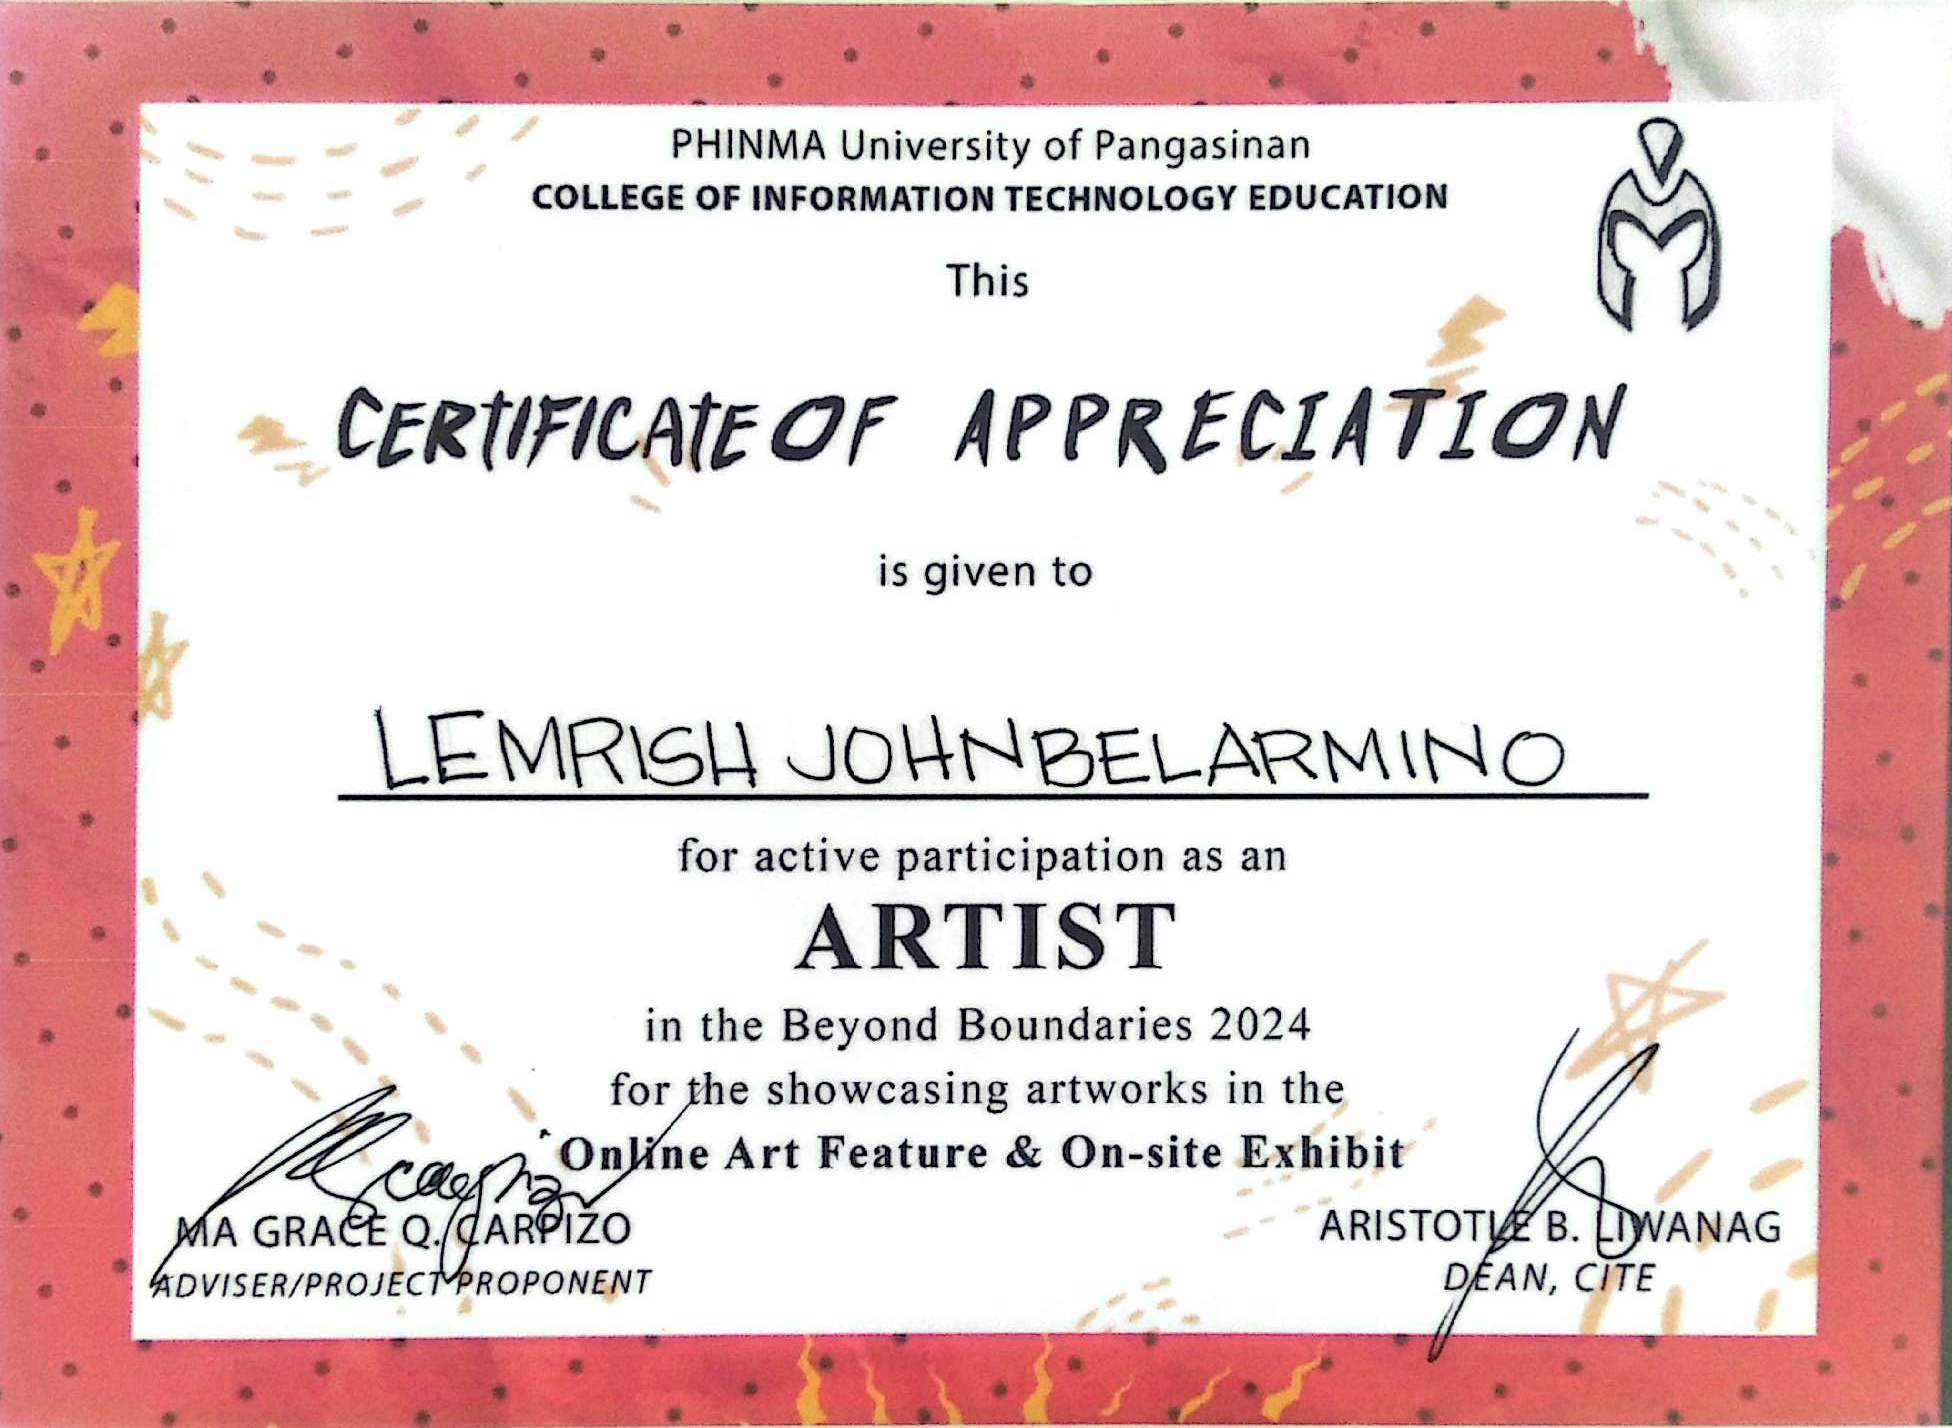 PHINMA University of Pangasinan
COLLEGE OF INFORMATION TECHNOLOGY EDUCATION
This
CERTIFICATE OF APPRECIATION
is given to
LEMRISH JOHN BELARMINO
for active participation as an
ARTIST
in the Beyond Boundaries 2024
for the showcasing artworks in the
Online Art Feature & On-site Exhibit
MA GRACE Q. CARPIZO
ADVISER/PROJECT PROPONENT
ARISTOTLE B. LIWANAG
DEAN, CITE